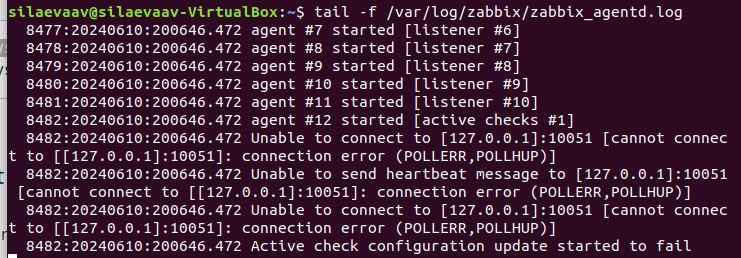 silaevaav@silaevaav-VirtualBox:~$ tail -f /var/log/zabbix/zabbix_agentd.log
8477:20240610:200646.472 agent #7 started [listener #6]
8478:20240610:200646.472 agent #8 started [listener #7]
8479:20240610:200646.472 agent #9 started [listener #8]
8480:20240610:200646.472 agent #10 started [listener #9]
8481:20240610:200646.472 agent #11 started [listener #10]
8482:20240610:200646.472 agent #12 started [active checks #1]
8482:20240610:200646.472 Unable to connect to [127.0.0.1]:10051 [cannot connec
t to [[127.0.0.1]:10051]: connection error (POLLERR,POLLHUP)]
8482:20240610:200646.472 Unable to send heartbeat message to [127.0.0.1]:10051
[cannot connect to [[127.0.0.1]:10051]: connection error (POLLERR,POLLHUP)]
8482:20240610:200646.472 Unable to connect to [127.0.0.1]:10051 [cannot connec
t to [[127.0.0.1]:10051]: connection error (POLLERR,POLLHUP)]
8482:20240610:200646.472 Active check configuration update started to fail